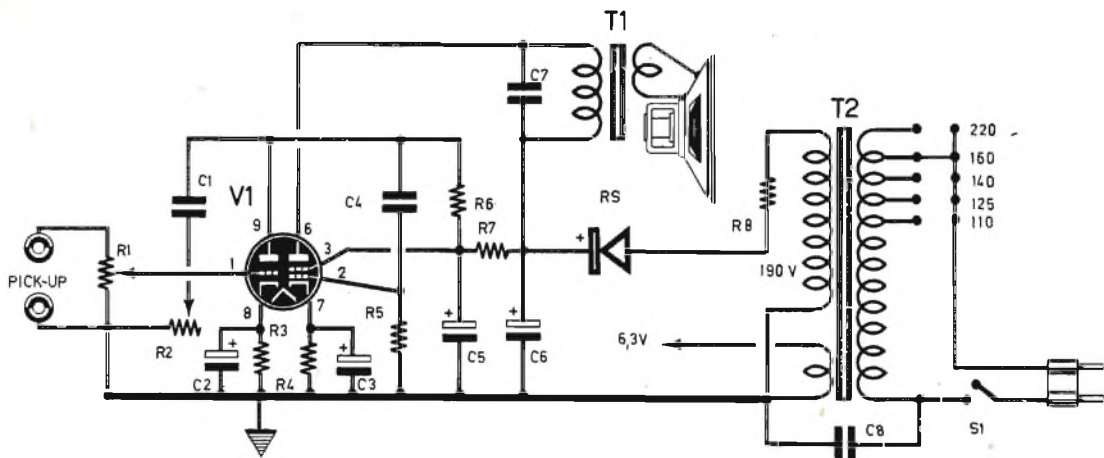 T1
C7
T2
220
160
140
125
110
C1
V1
C4
R6
RS
R8
9
6
3
R7
R1
1
2
190 V
PICK-UP
8
7
R5
R2
R3
C5
C6
6,3V
C2
R4
C3
C8
S1
+
+
+
+
+